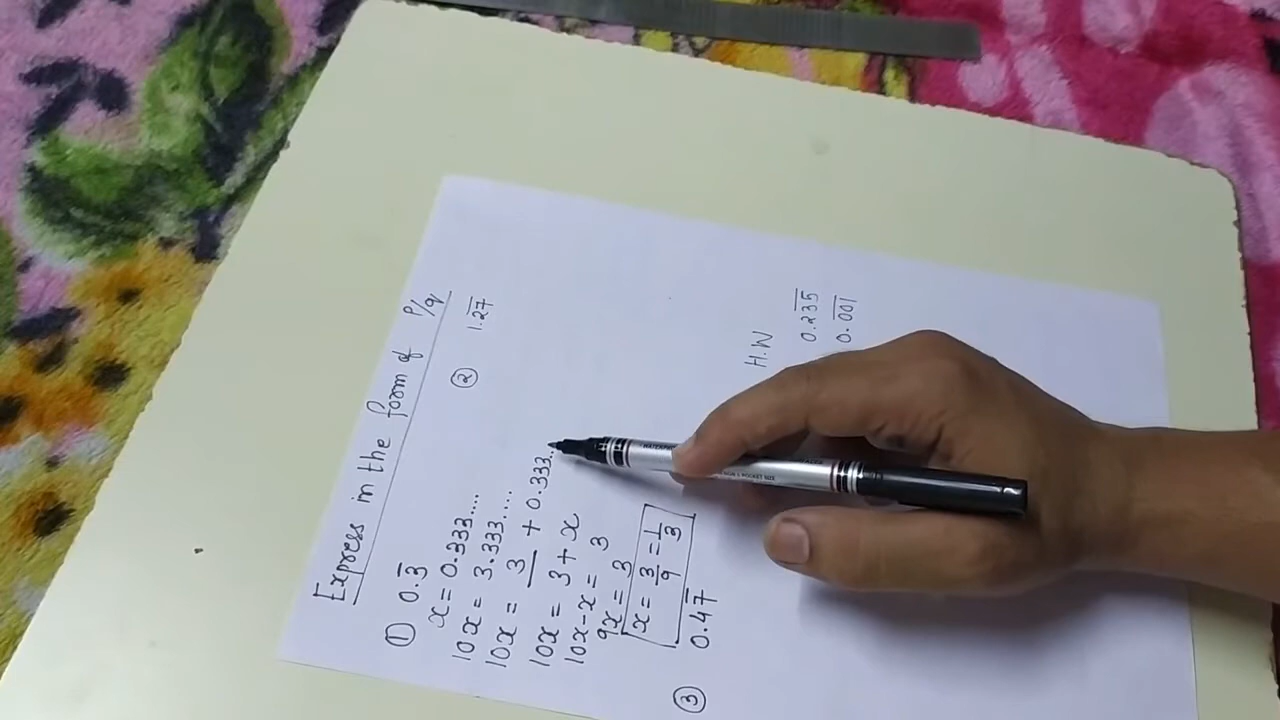 Express in the form of P/q
① 0.3̅
x = 0.333.....
10x = 3.333.....
10x = 3 + 0.333..
10x = 3 + x
10x - x = 3
9x = 3
x = 3/9 = 1/3
② 1.2̅7̅
③ 0.47̅
H.W
0.23̅5̅
0.0̅0̅1̅